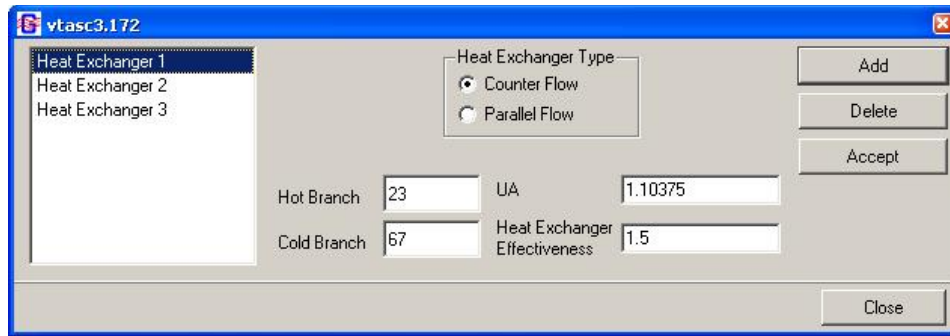 vtasc3.172
Heat Exchanger 1
Heat Exchanger 2
Heat Exchanger 3
Heat Exchanger Type
Counter Flow
Parallel Flow
Add
Delete
Accept
Hot Branch 23 UA 1.10375
Cold Branch 67 Heat Exchanger
Effectiveness 1.5
Close